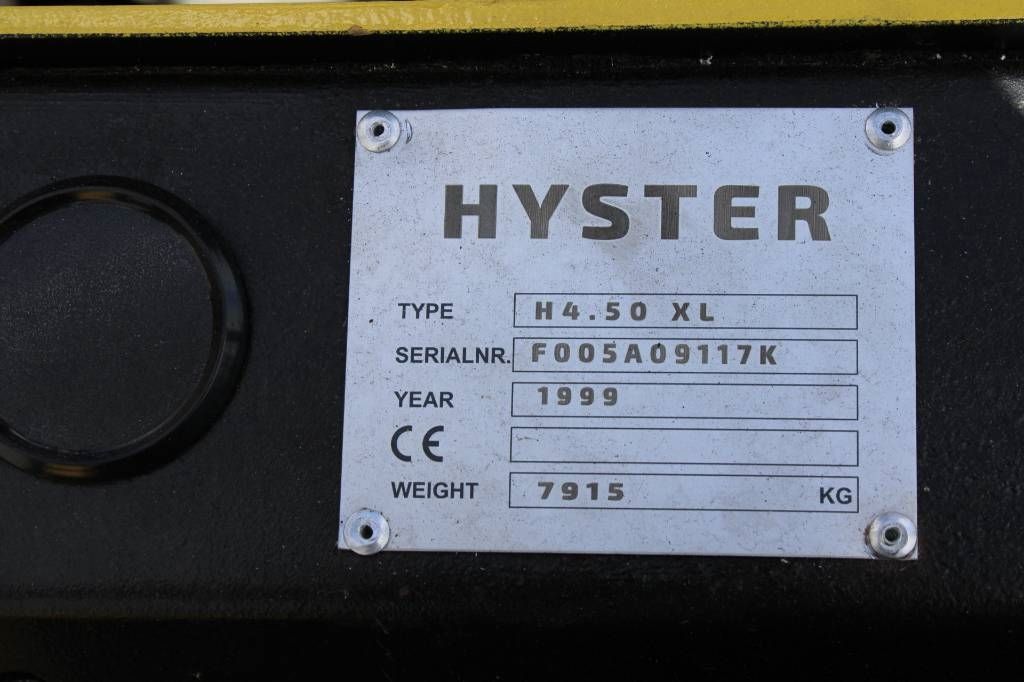 HYSTER
TYPE H4.50 XL
SERIALNR. F005A09117K
YEAR 1999
CE
WEIGHT 7915 KG